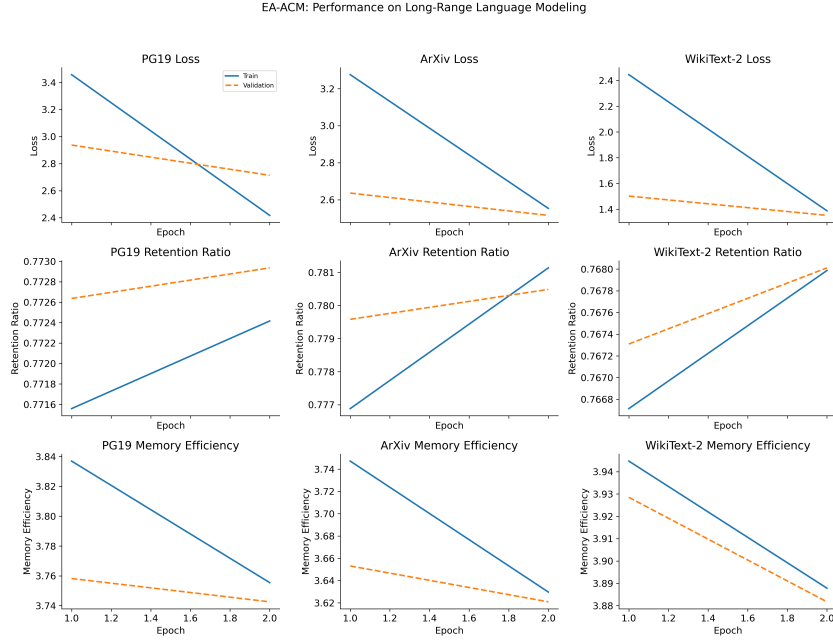 EA-ACM: Performance on Long-Range Language Modeling
PG19 Loss
ArXiv Loss
WikiText-2 Loss
Train
Validation
3.4
3.2
3.0
2.8
2.6
2.4
Loss
Epoch
3.2
3.0
2.8
2.6
Loss
Epoch
2.4
2.2
2.0
1.8
1.6
1.4
Loss
Epoch
PG19 Retention Ratio
ArXiv Retention Ratio
WikiText-2 Retention Ratio
0.7730
0.7728
0.7726
0.7724
0.7722
0.7720
0.7718
0.7716
Retention Ratio
Epoch
0.781
0.780
0.779
0.778
0.777
Retention Ratio
Epoch
0.7680
0.7678
0.7676
0.7674
0.7672
0.7670
0.7668
Retention Ratio
Epoch
PG19 Memory Efficiency
ArXiv Memory Efficiency
WikiText-2 Memory Efficiency
3.84
3.82
3.80
3.78
3.76
3.74
Memory Efficiency
1.0 1.2 1.4 1.6 1.8 2.0
Epoch
3.74
3.72
3.70
3.68
3.66
3.64
3.62
Memory Efficiency
1.0 1.2 1.4 1.6 1.8 2.0
Epoch
3.94
3.93
3.92
3.91
3.90
3.89
3.88
Memory Efficiency
1.0 1.2 1.4 1.6 1.8 2.0
Epoch